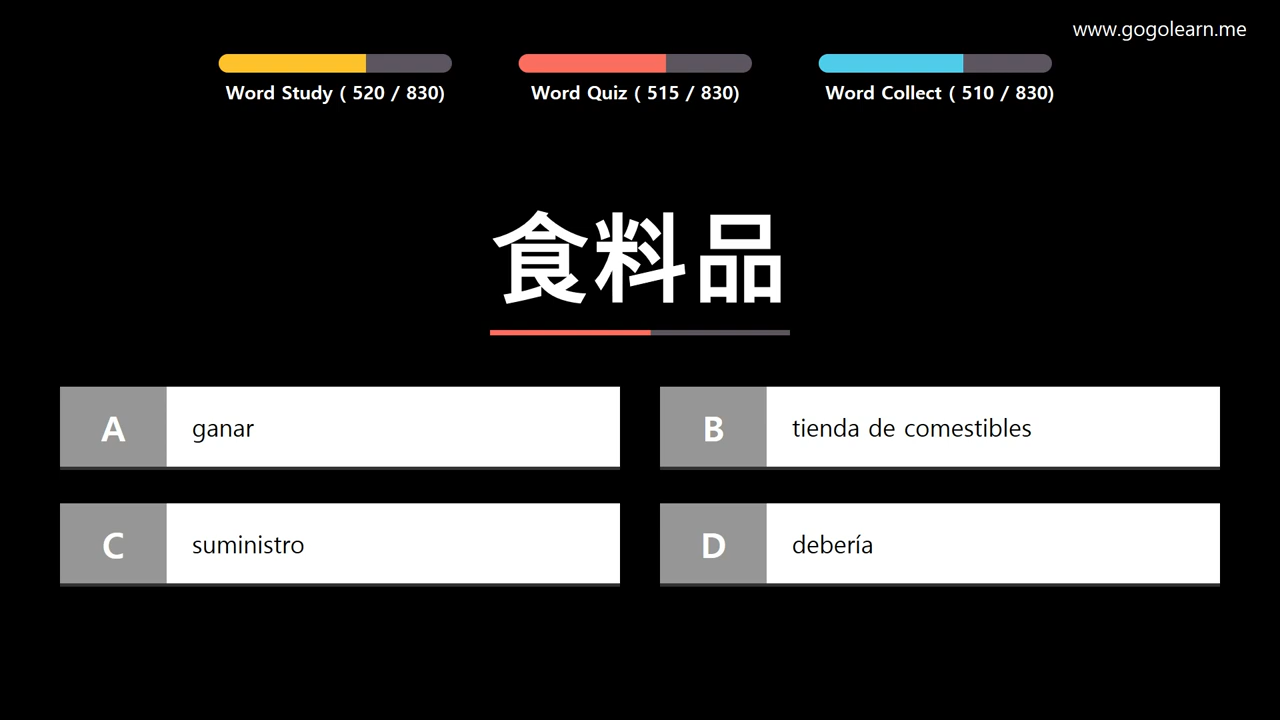 www.gogolearn.me
Word Study ( 520 / 830)
Word Quiz ( 515 / 830)
Word Collect ( 510 / 830)
食料品
A ganar
B tienda de comestibles
C suministro
D debería